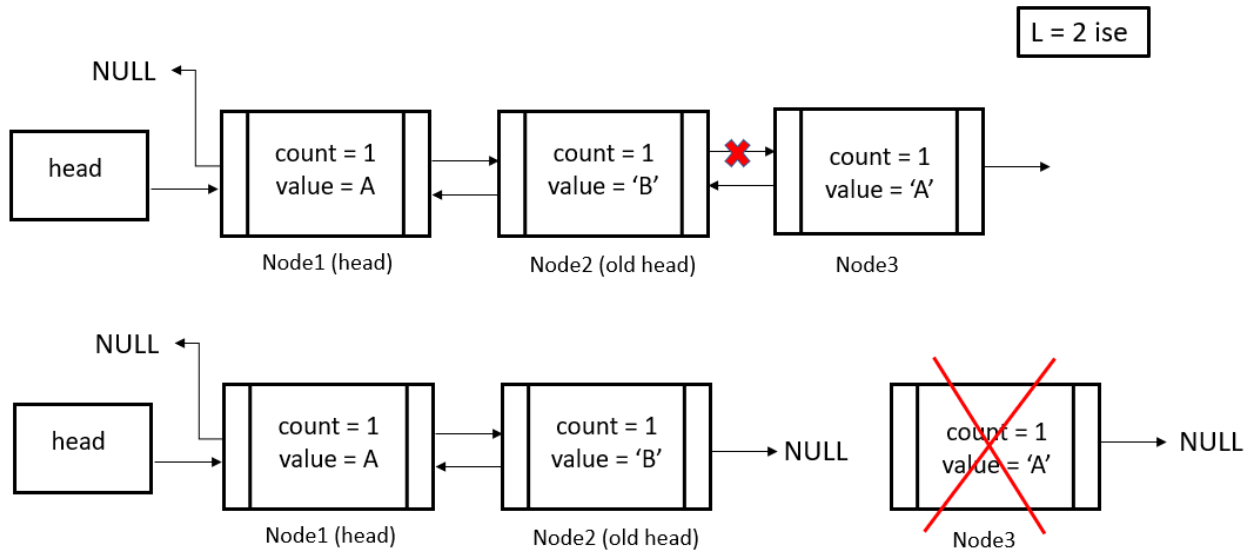 L = 2 ise
NULL
head
count = 1
value = A
count = 1
value = ‘B’
count = 1
value = ‘A’
Node1 (head)
Node2 (old head)
Node3
NULL
head
count = 1
value = A
count = 1
value = ‘B’
NULL
count = 1
value = ‘A’
NULL
Node1 (head)
Node2 (old head)
Node3